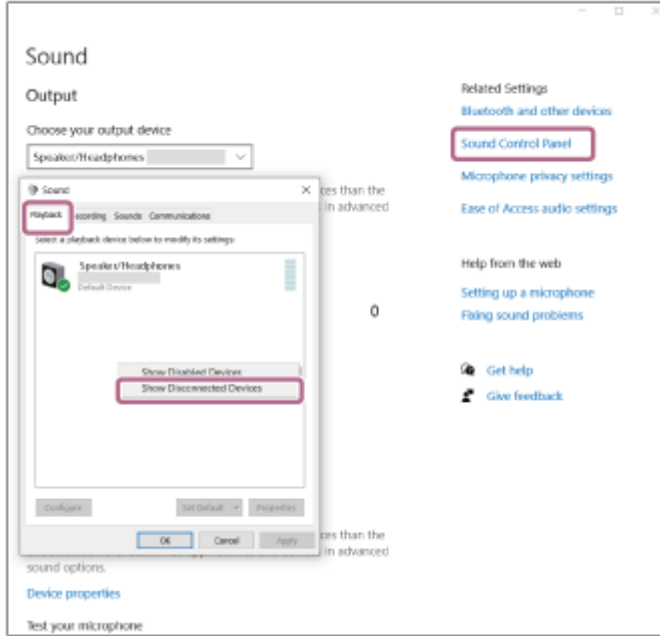 Sound
Output
Choose your output device
Speaker/Headphones
Sound
Playback
Recording
Sounds
Communications
Select a playback device below to modify its settings:
Speaker/Headphones
Default Device
Show Disabled Devices
Show Disconnected Devices
Configure
Set Default
Properties
OK
Cancel
Apply
ces than the
in advanced
0
ces than the
in advanced
sound options.
Device properties
Test your microphone
Related Settings
Bluetooth and other devices
Sound Control Panel
Microphone privacy settings
Ease of Access audio settings
Help from the web
Setting up a microphone
Fixing sound problems
Get help
Give feedback